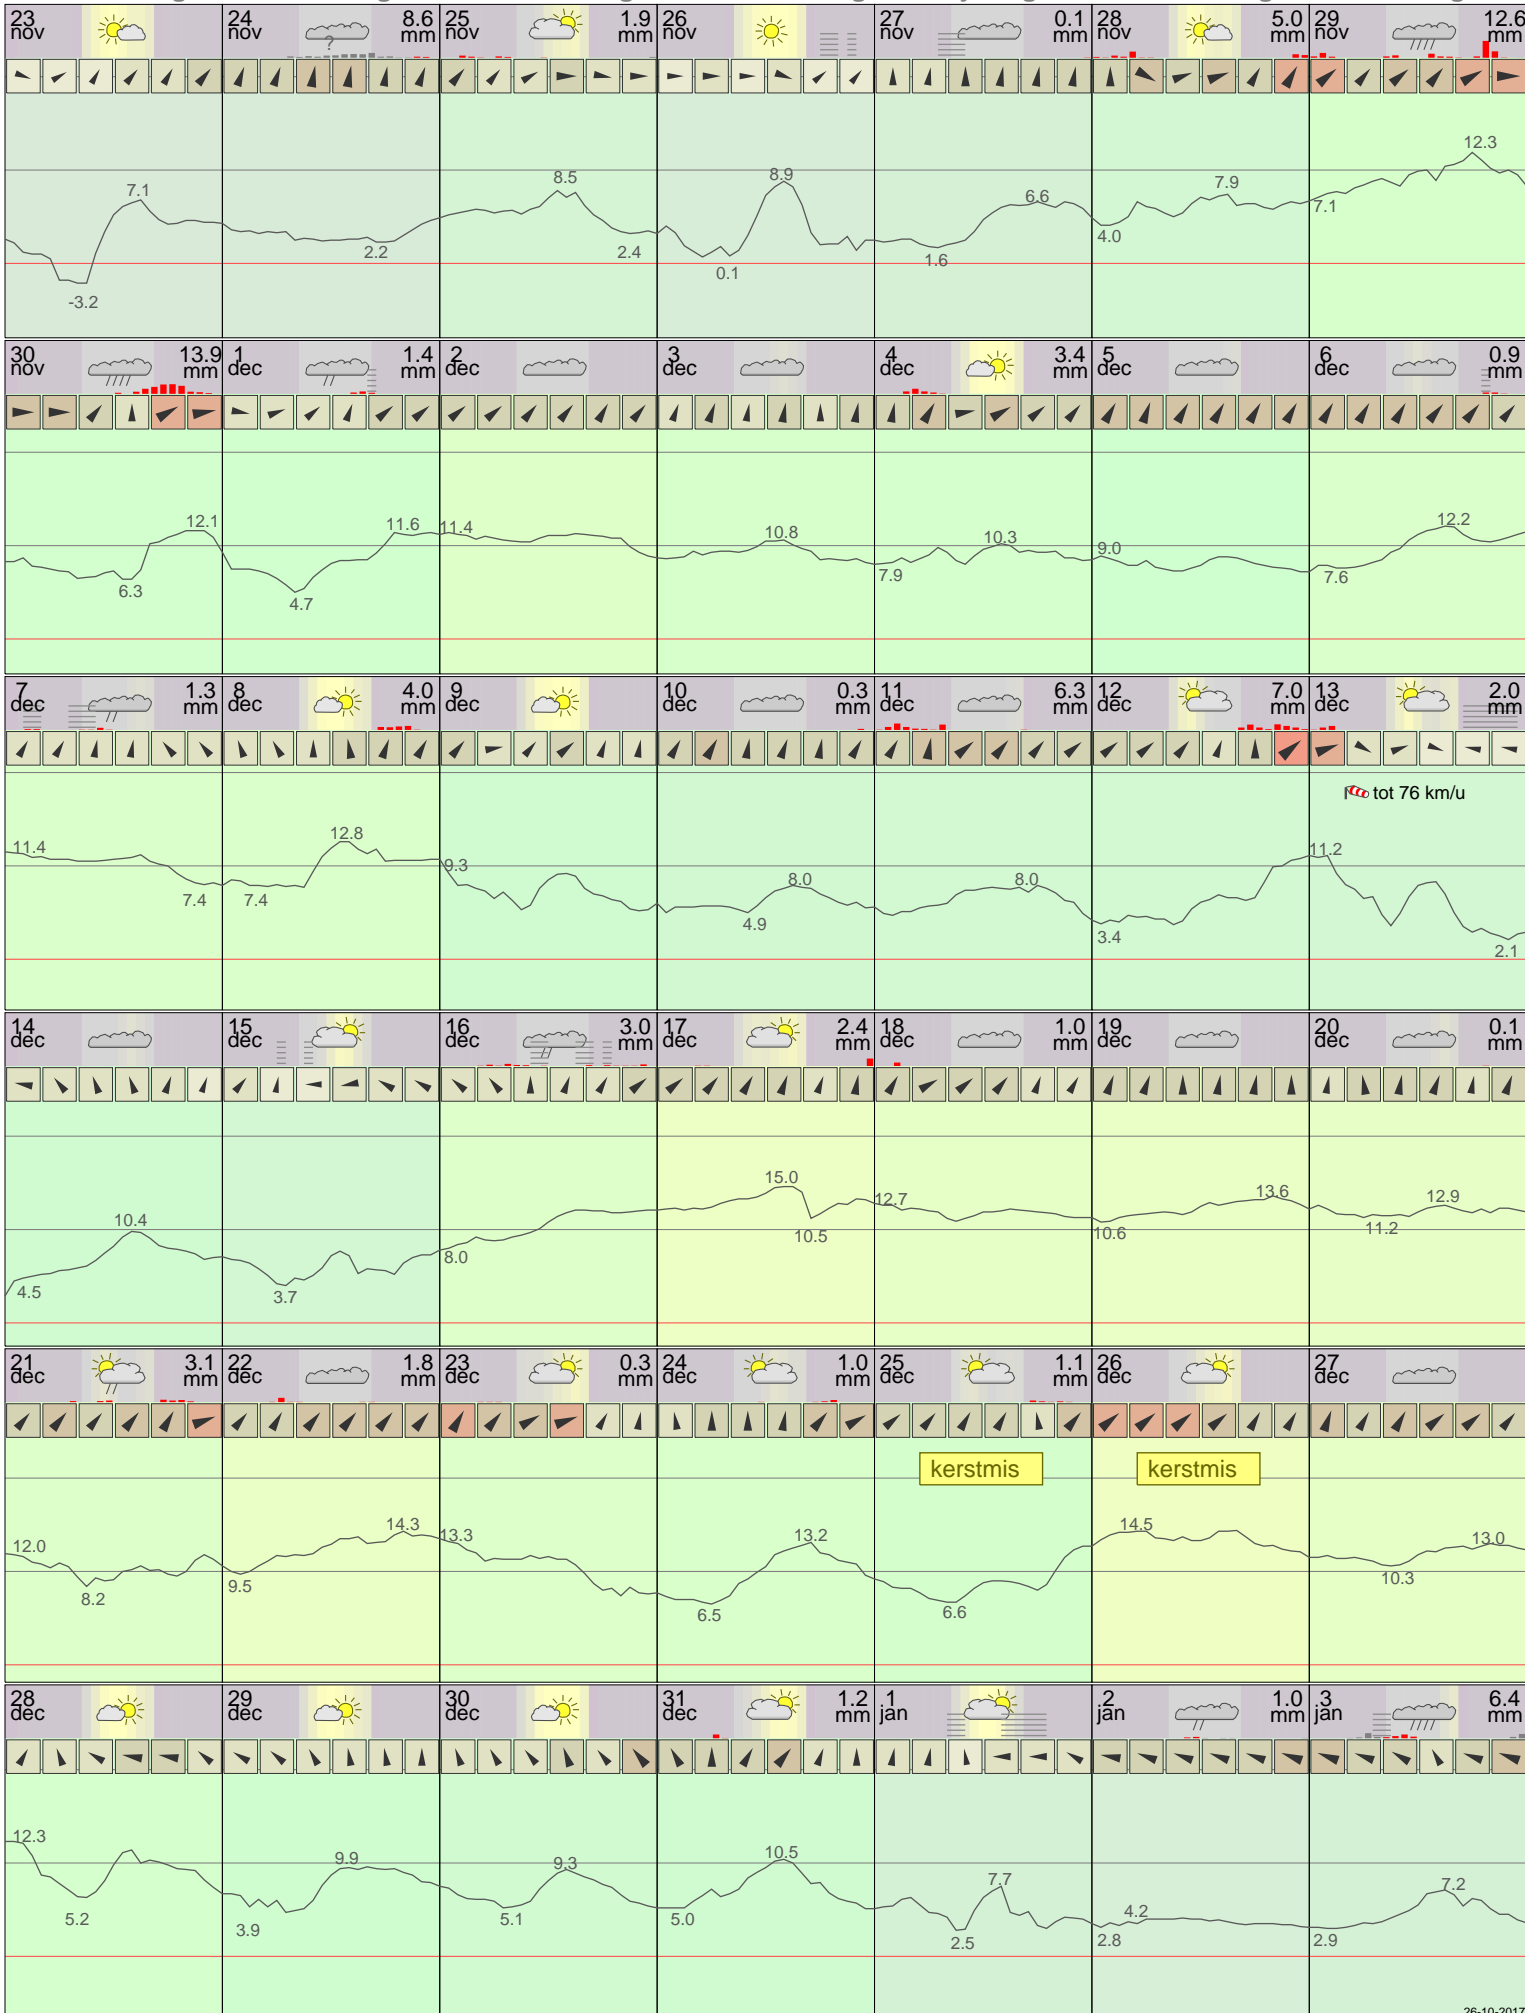 23 nov
24 nov 8.6 mm
?
25 nov 1.9 mm
26 nov
27 nov 0.1 mm
28 nov 5.0 mm
29 nov 12.6 mm
7.1 -3.2 2.2 8.5 2.4 0.1 8.9 1.6 6.6 4.0 7.9 7.1 12.3
30 nov 13.9 mm
1 dec 1.4 mm
2 dec
3 dec
4 dec 3.4 mm
5 dec
6 dec 0.9 mm
6.3 12.1 4.7 11.6 11.4 10.8 7.9 10.3 9.0 7.6 12.2
7 dec 1.3 mm
8 dec 4.0 mm
9 dec
10 dec 0.3 mm
11 dec 6.3 mm
12 dec 7.0 mm
13 dec 2.0 mm
tot 76 km/u
11.4 7.4 7.4 12.8 9.3 4.9 8.0 8.0 3.4 11.2 2.1
14 dec
15 dec
16 dec 3.0 mm
17 dec 2.4 mm
18 dec 1.0 mm
19 dec
20 dec 0.1 mm
4.5 10.4 3.7 8.0 15.0 10.5 12.7 10.6 13.6 11.2 12.9
21 dec 3.1 mm
22 dec 1.8 mm
23 dec 0.3 mm
24 dec 1.0 mm
25 dec 1.1 mm
26 dec
27 dec
kerstmis
kerstmis
12.0 8.2 9.5 14.3 13.3 6.5 13.2 6.6 14.5 10.3 13.0
28 dec
29 dec
30 dec
31 dec 1.2 mm
1 jan
2 jan 1.0 mm
3 jan 6.4 mm
12.3 5.2 3.9 9.9 5.1 9.3 5.0 10.5 2.5 7.7 2.8 4.2 2.9 7.2
26-10-2017